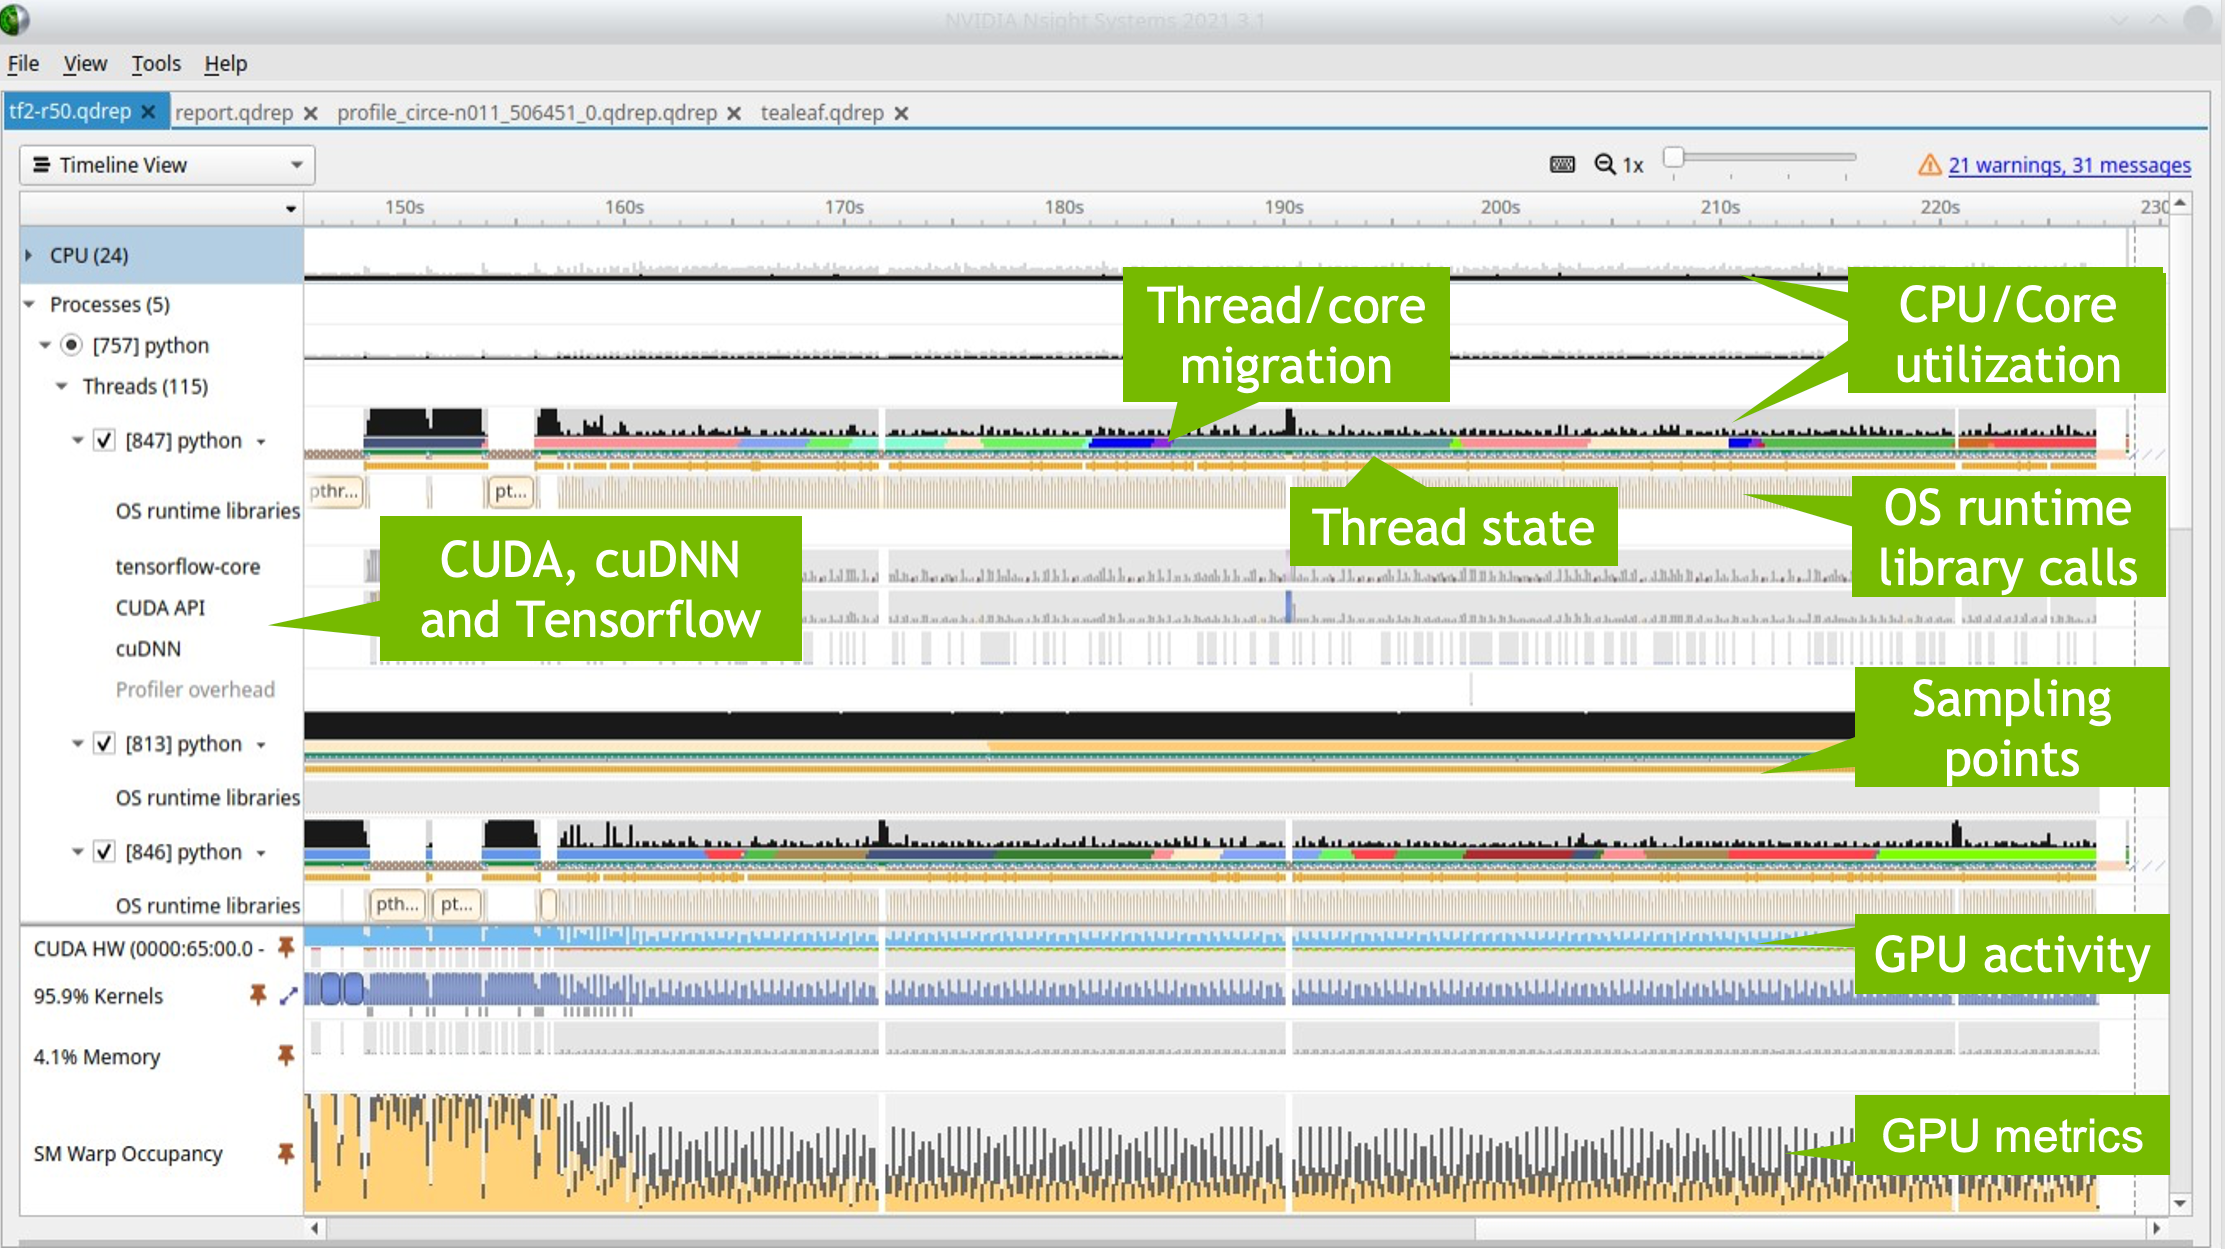 NVIDIA Nsight Systems 2021.3.1
File View Tools Help
tf2-r50.qdrep report.qdrep profile_circe-n011_506451_0.qdrep.qdrep tealeaf.qdrep
Timeline View 1x 21 warnings, 31 messages
150s 160s 170s 180s 190s 200s 210s 220s 230
CPU (24)
Processes (5)
[757] python
Threads (115)
[847] python
pthr... pt...
OS runtime libraries
tensorflow-core
CUDA API
cuDNN
Profiler overhead
[813] python
OS runtime libraries
[846] python
pth... pt...
OS runtime libraries
CUDA HW (0000:65:00.0 -
95.9% Kernels
4.1% Memory
SM Warp Occupancy
Thread/core
migration
CPU/Core
utilization
Thread state
OS runtime
library calls
CUDA, cuDNN
and Tensorflow
Sampling
points
GPU activity
GPU metrics